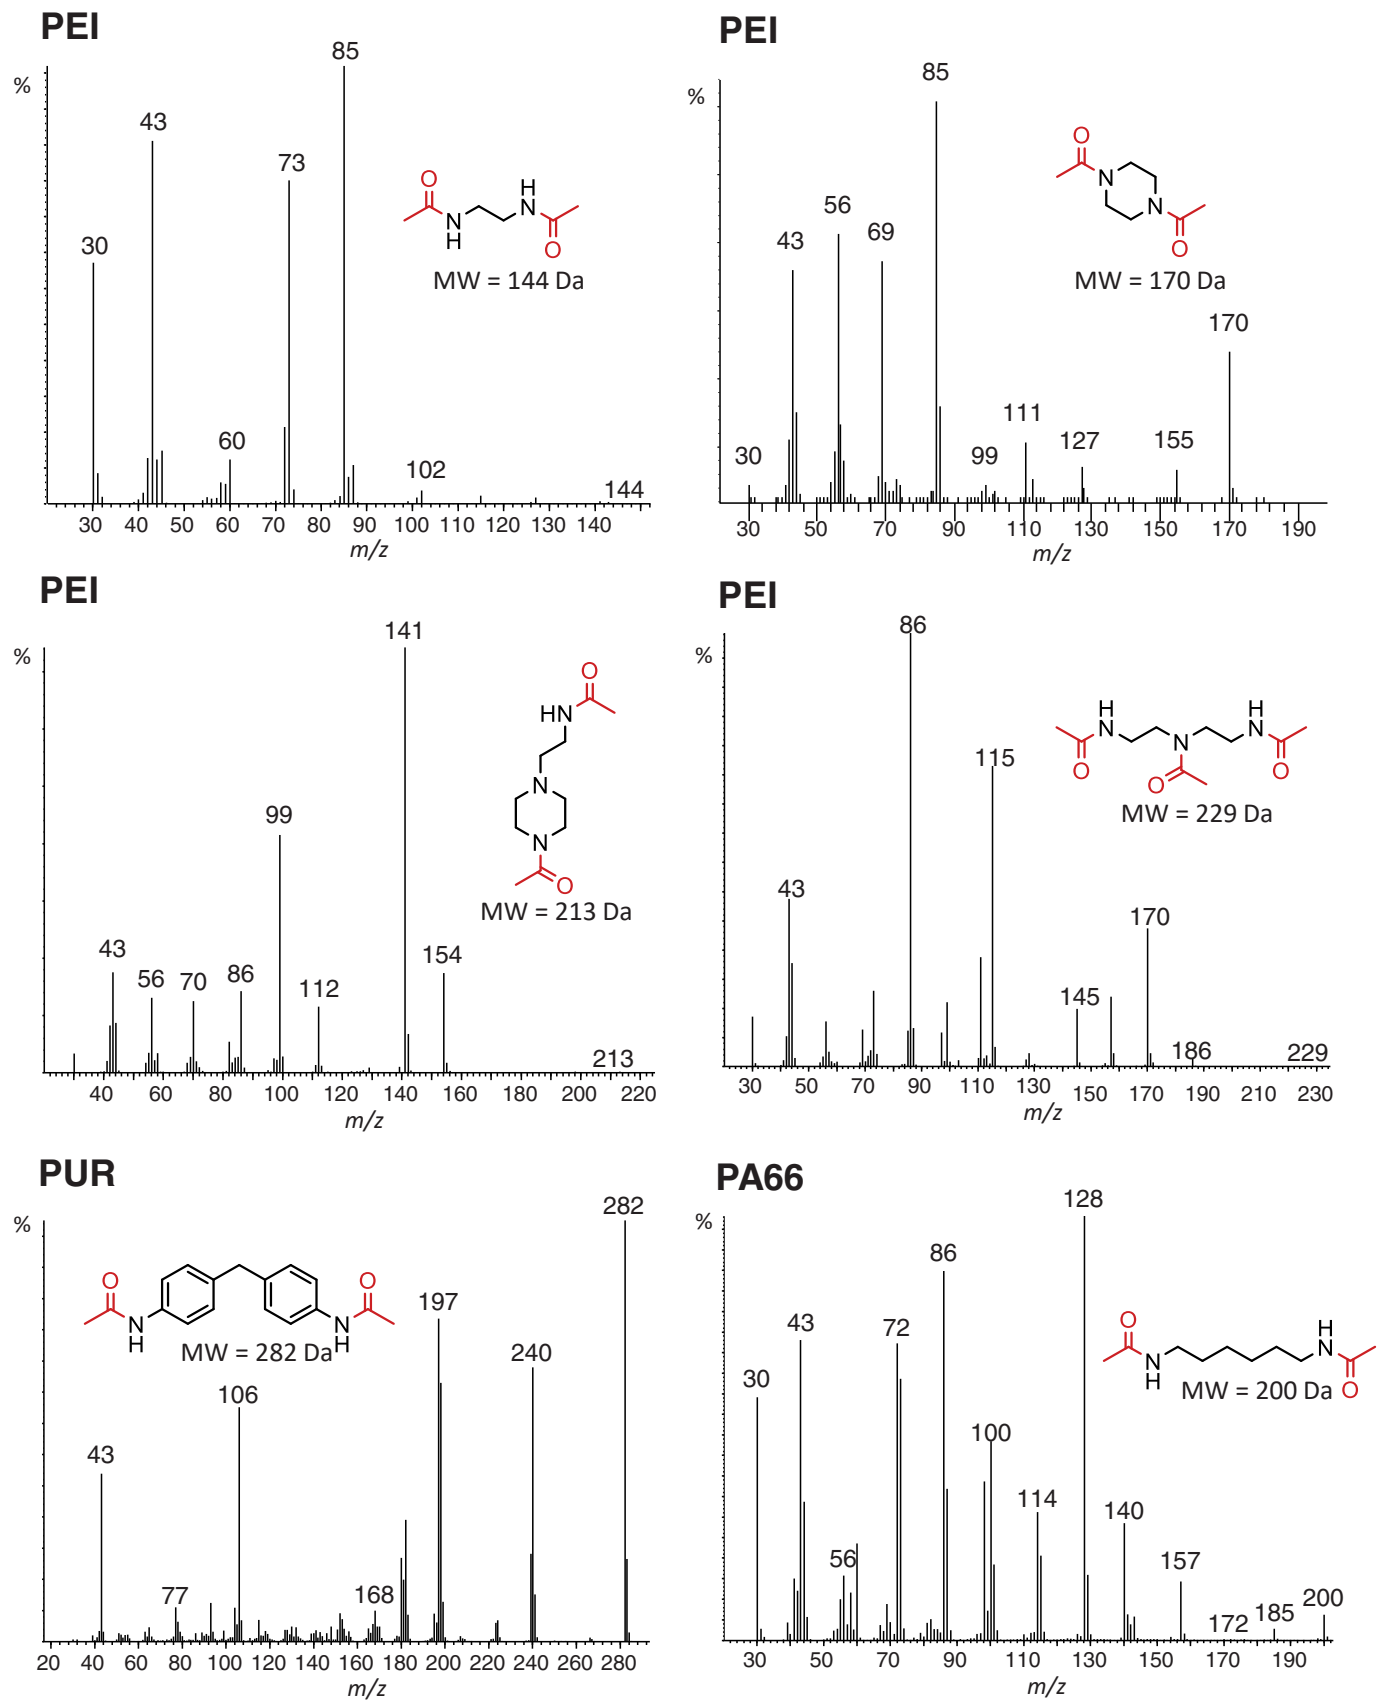 PEI
%
85
43
73
30
60
102
144
O
N
H
H
N
O
MW = 144 Da
30 40 50 60 70 80 90 100 110 120 130 140
m/z
PEI
%
85
56
43
69
170
111
127
155
99
30
O
N
N
O
MW = 170 Da
30 50 70 90 110 130 150 170 190
m/z
PEI
%
141
99
43
56
70
86
112
154
213
O
HN
N
N
O
MW = 213 Da
40 60 80 100 120 140 160 180 200 220
m/z
PEI
%
86
115
43
170
145
186
229
H
N
O
N
O
H
N
O
MW = 229 Da
30 50 70 90 110 130 150 170 190 210 230
m/z
PUR
%
282
197
240
106
43
77
168
O
N
H
O
N
H
MW = 282 Da
20 40 60 80 100 120 140 160 180 200 220 240 260 280
m/z
PA66
%
128
86
43
72
30
100
114
140
56
157
172
185
200
O
N
H
H
N
O
MW = 200 Da
30 50 70 90 110 130 150 170 190
m/z